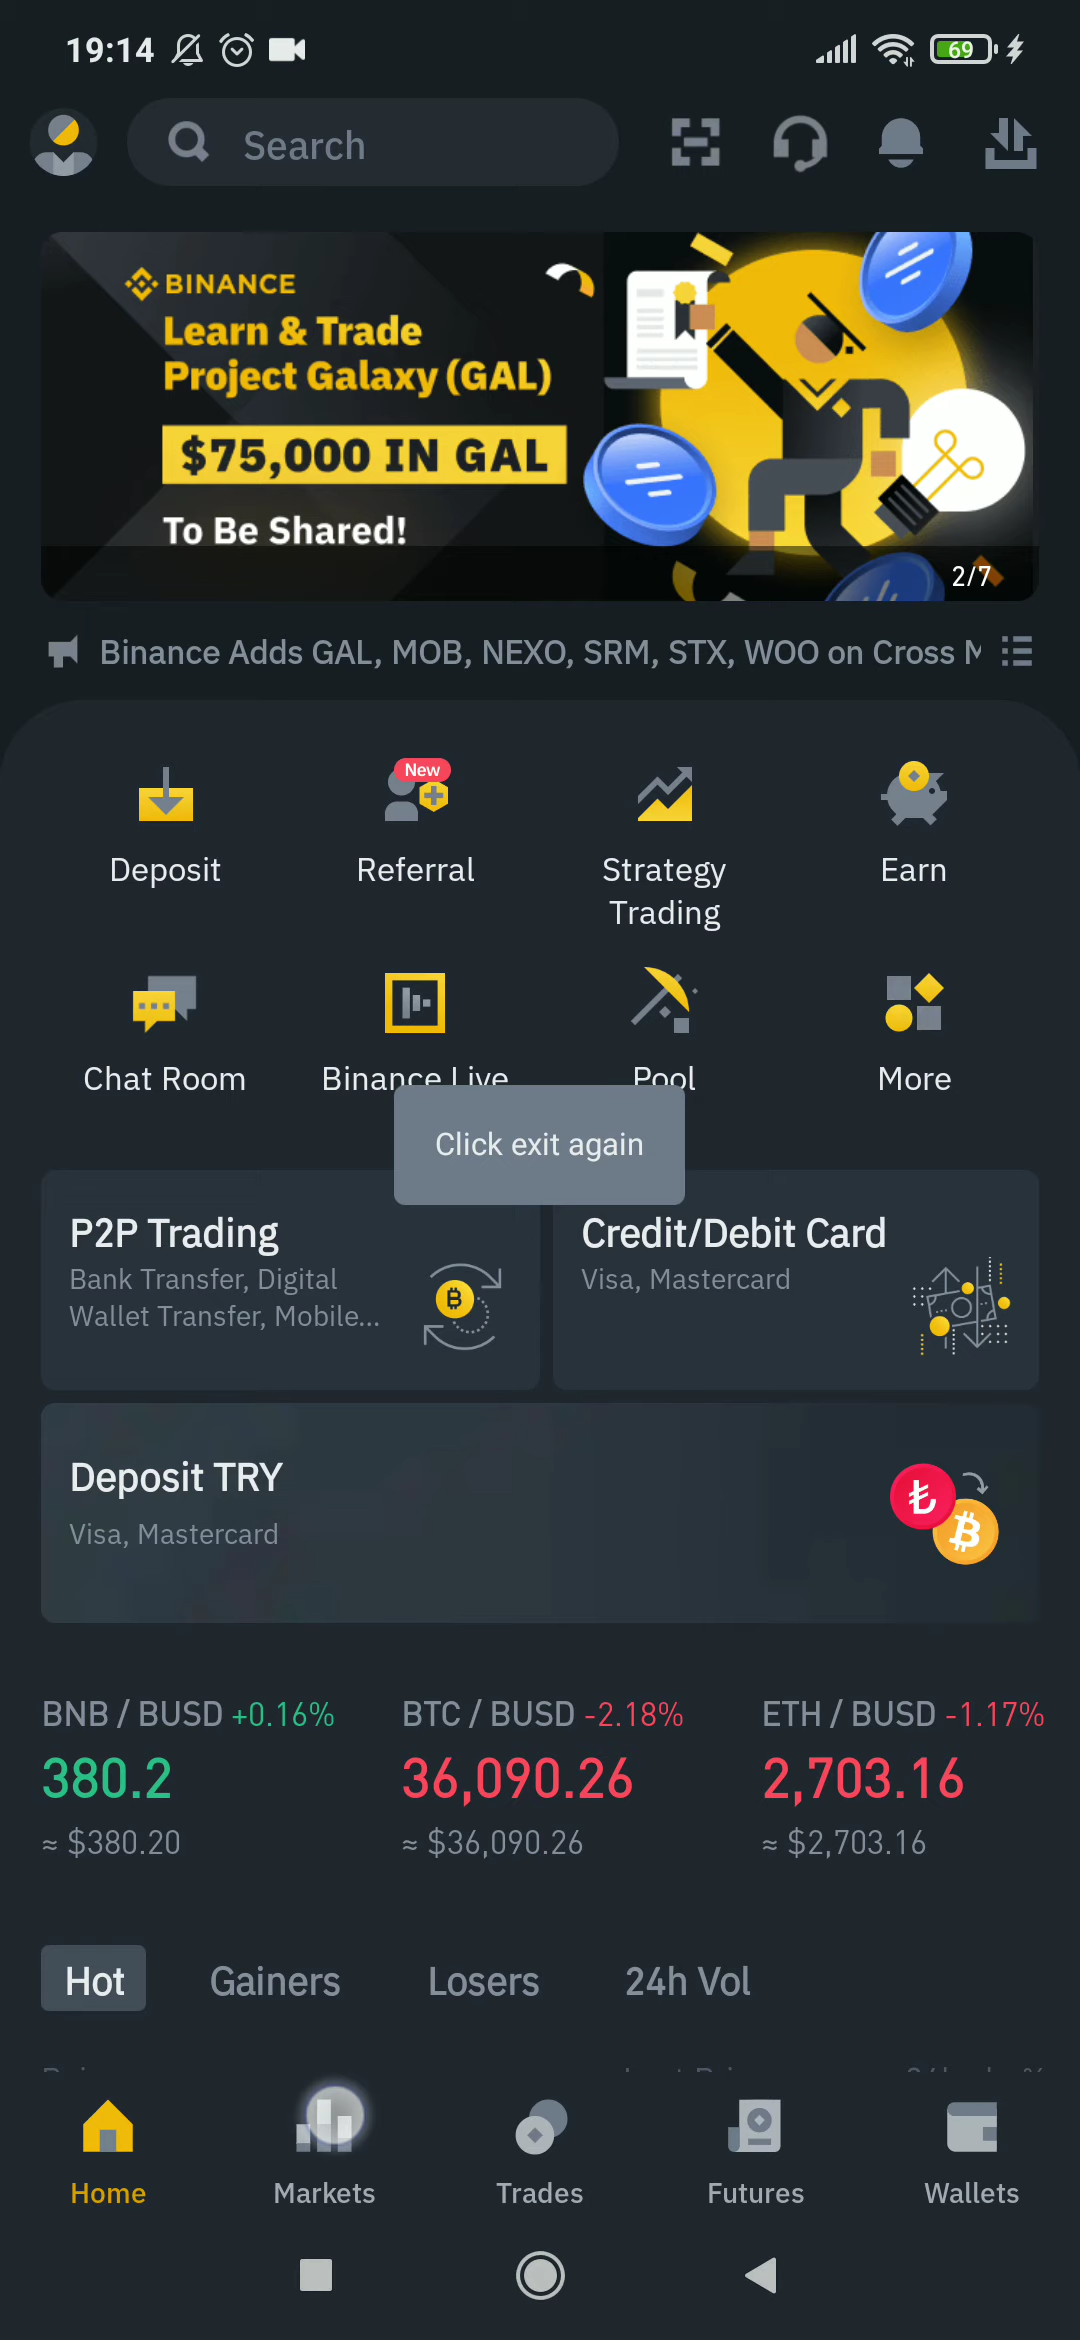 19:14
69
Search
BINANCE
Learn & Trade
Project Galaxy (GAL)
$75,000 IN GAL
To Be Shared!
2/7
Binance Adds GAL, MOB, NEXO, SRM, STX, WOO on Cross
New
Deposit
Referral
Strategy
Trading
Earn
Chat Room
Binance Live
Pool
More
Click exit again
P2P Trading
Bank Transfer, Digital
Wallet Transfer, Mobile...
Credit/Debit Card
Visa, Mastercard
Deposit TRY
Visa, Mastercard
BNB / BUSD +0.16%
380.2
≈ $380.20
BTC / BUSD -2.18%
36,090.26
≈ $36,090.26
ETH / BUSD -1.17%
2,703.16
≈ $2,703.16
Hot
Gainers
Losers
24h Vol
Home
Markets
Trades
Futures
Wallets